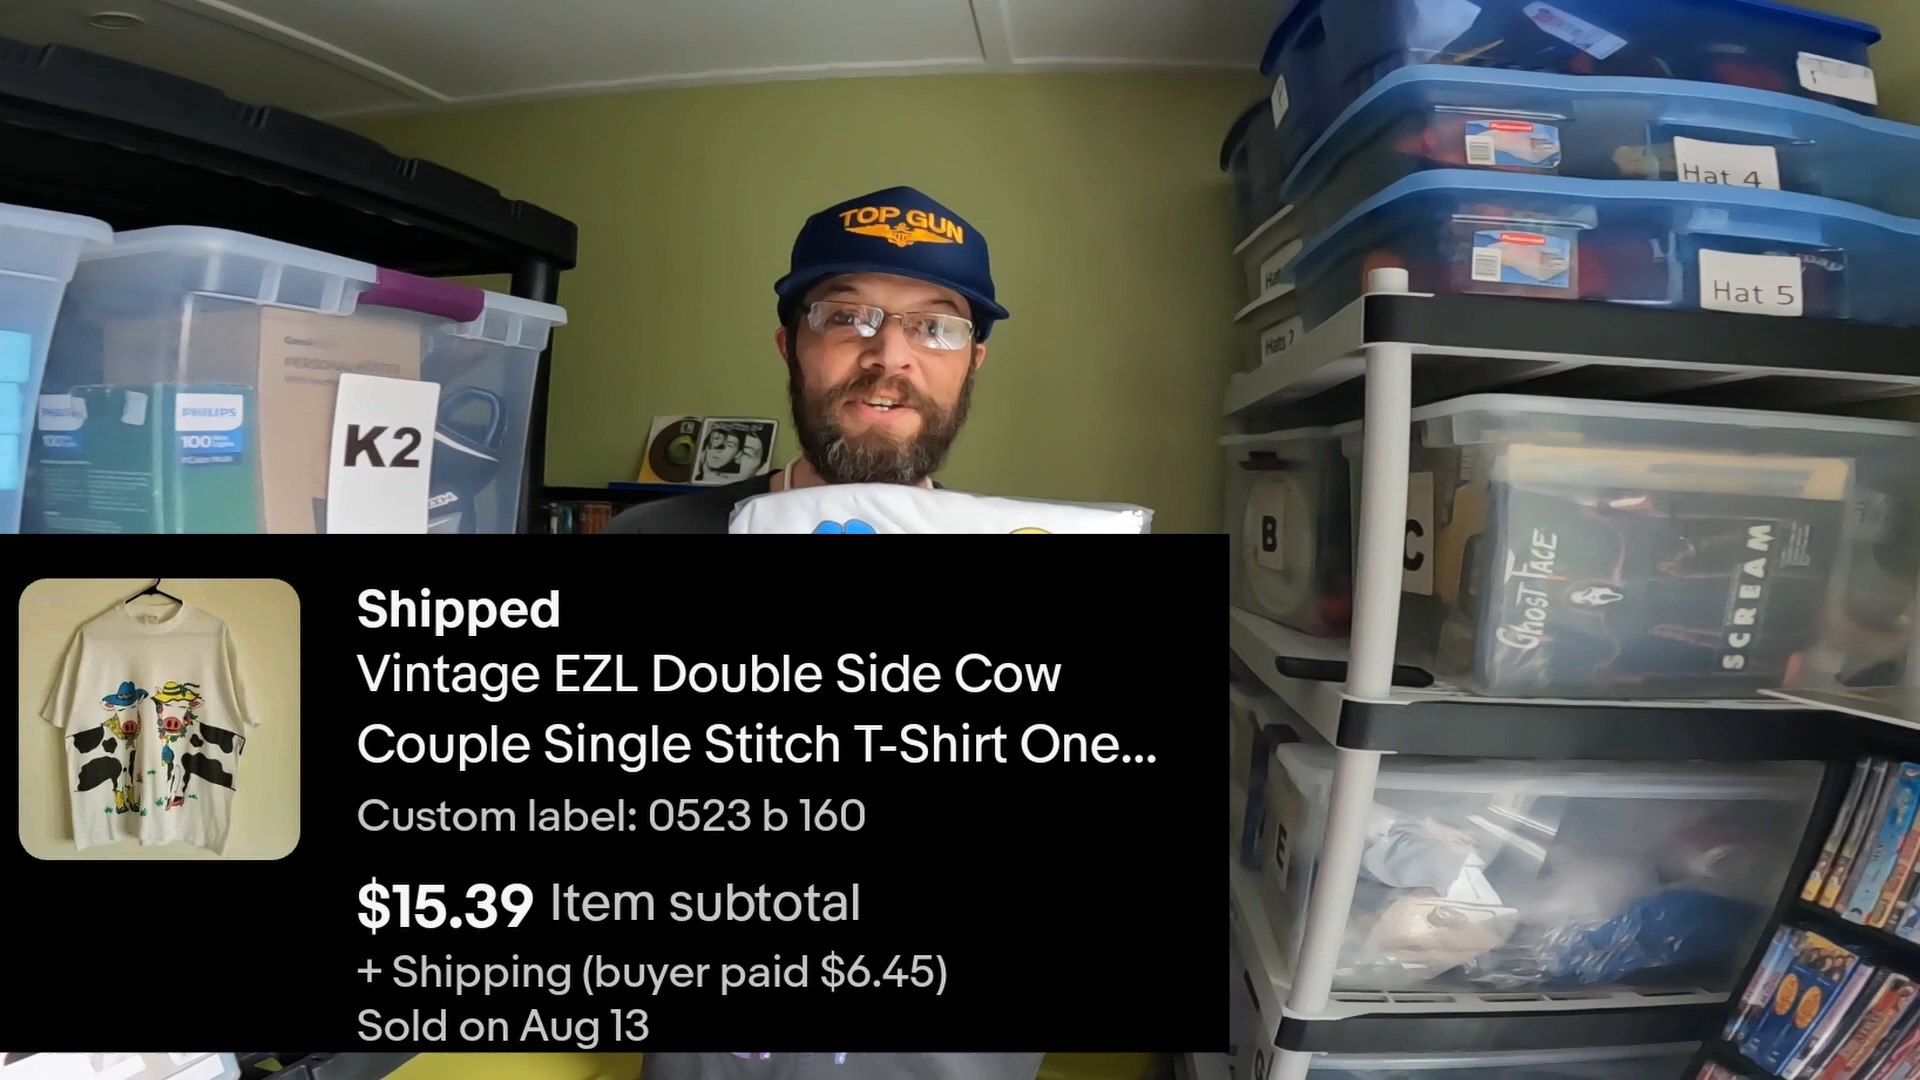 TOP GUN
Hat 4
Hat 5
PERSONAL HEATER
PHILIPS
100
K2
B
C
E
Ghost Face
SCREAM
Shipped
Vintage EZL Double Side Cow
Couple Single Stitch T-Shirt One...
Custom label: 0523 b 160
$15.39 Item subtotal
+ Shipping (buyer paid $6.45)
Sold on Aug 13